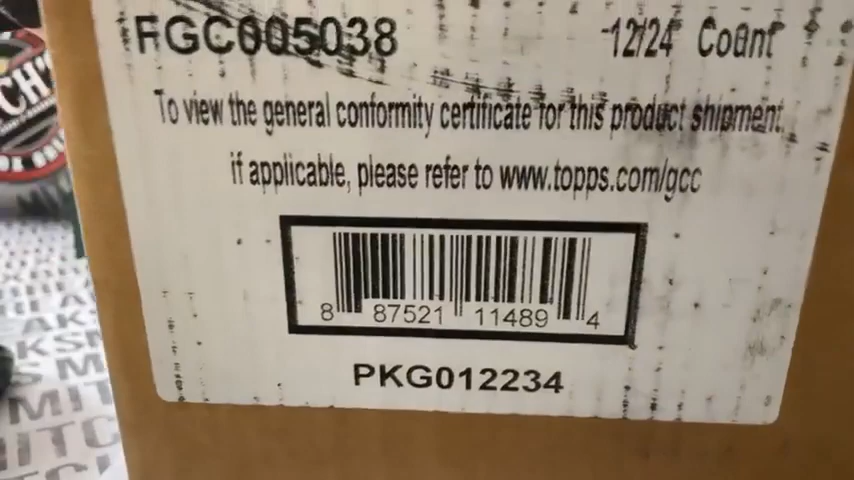 FGC005038
12/24 Count
To view the general conformity certificate for this product shipment,
if applicable, please refer to www.topps.com/gcc
8 87521 11489 4
PKG012234